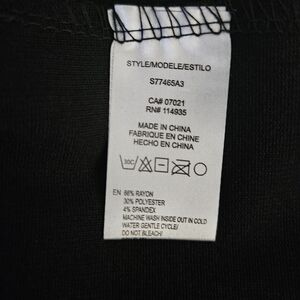 STYLE/MODELE/ESTILO
S77465A3
CA# 07021
RN# 114935
MADE IN CHINA
FABRIQUE EN CHINE
HECHO EN CHINA
30C
EN 66% RAYON
30% POLYESTER
4% SPANDEX
MACHINE WASH INSIDE OUT IN COLD
WATER GENTLE CYCLE/
DO NOT BLEACH/